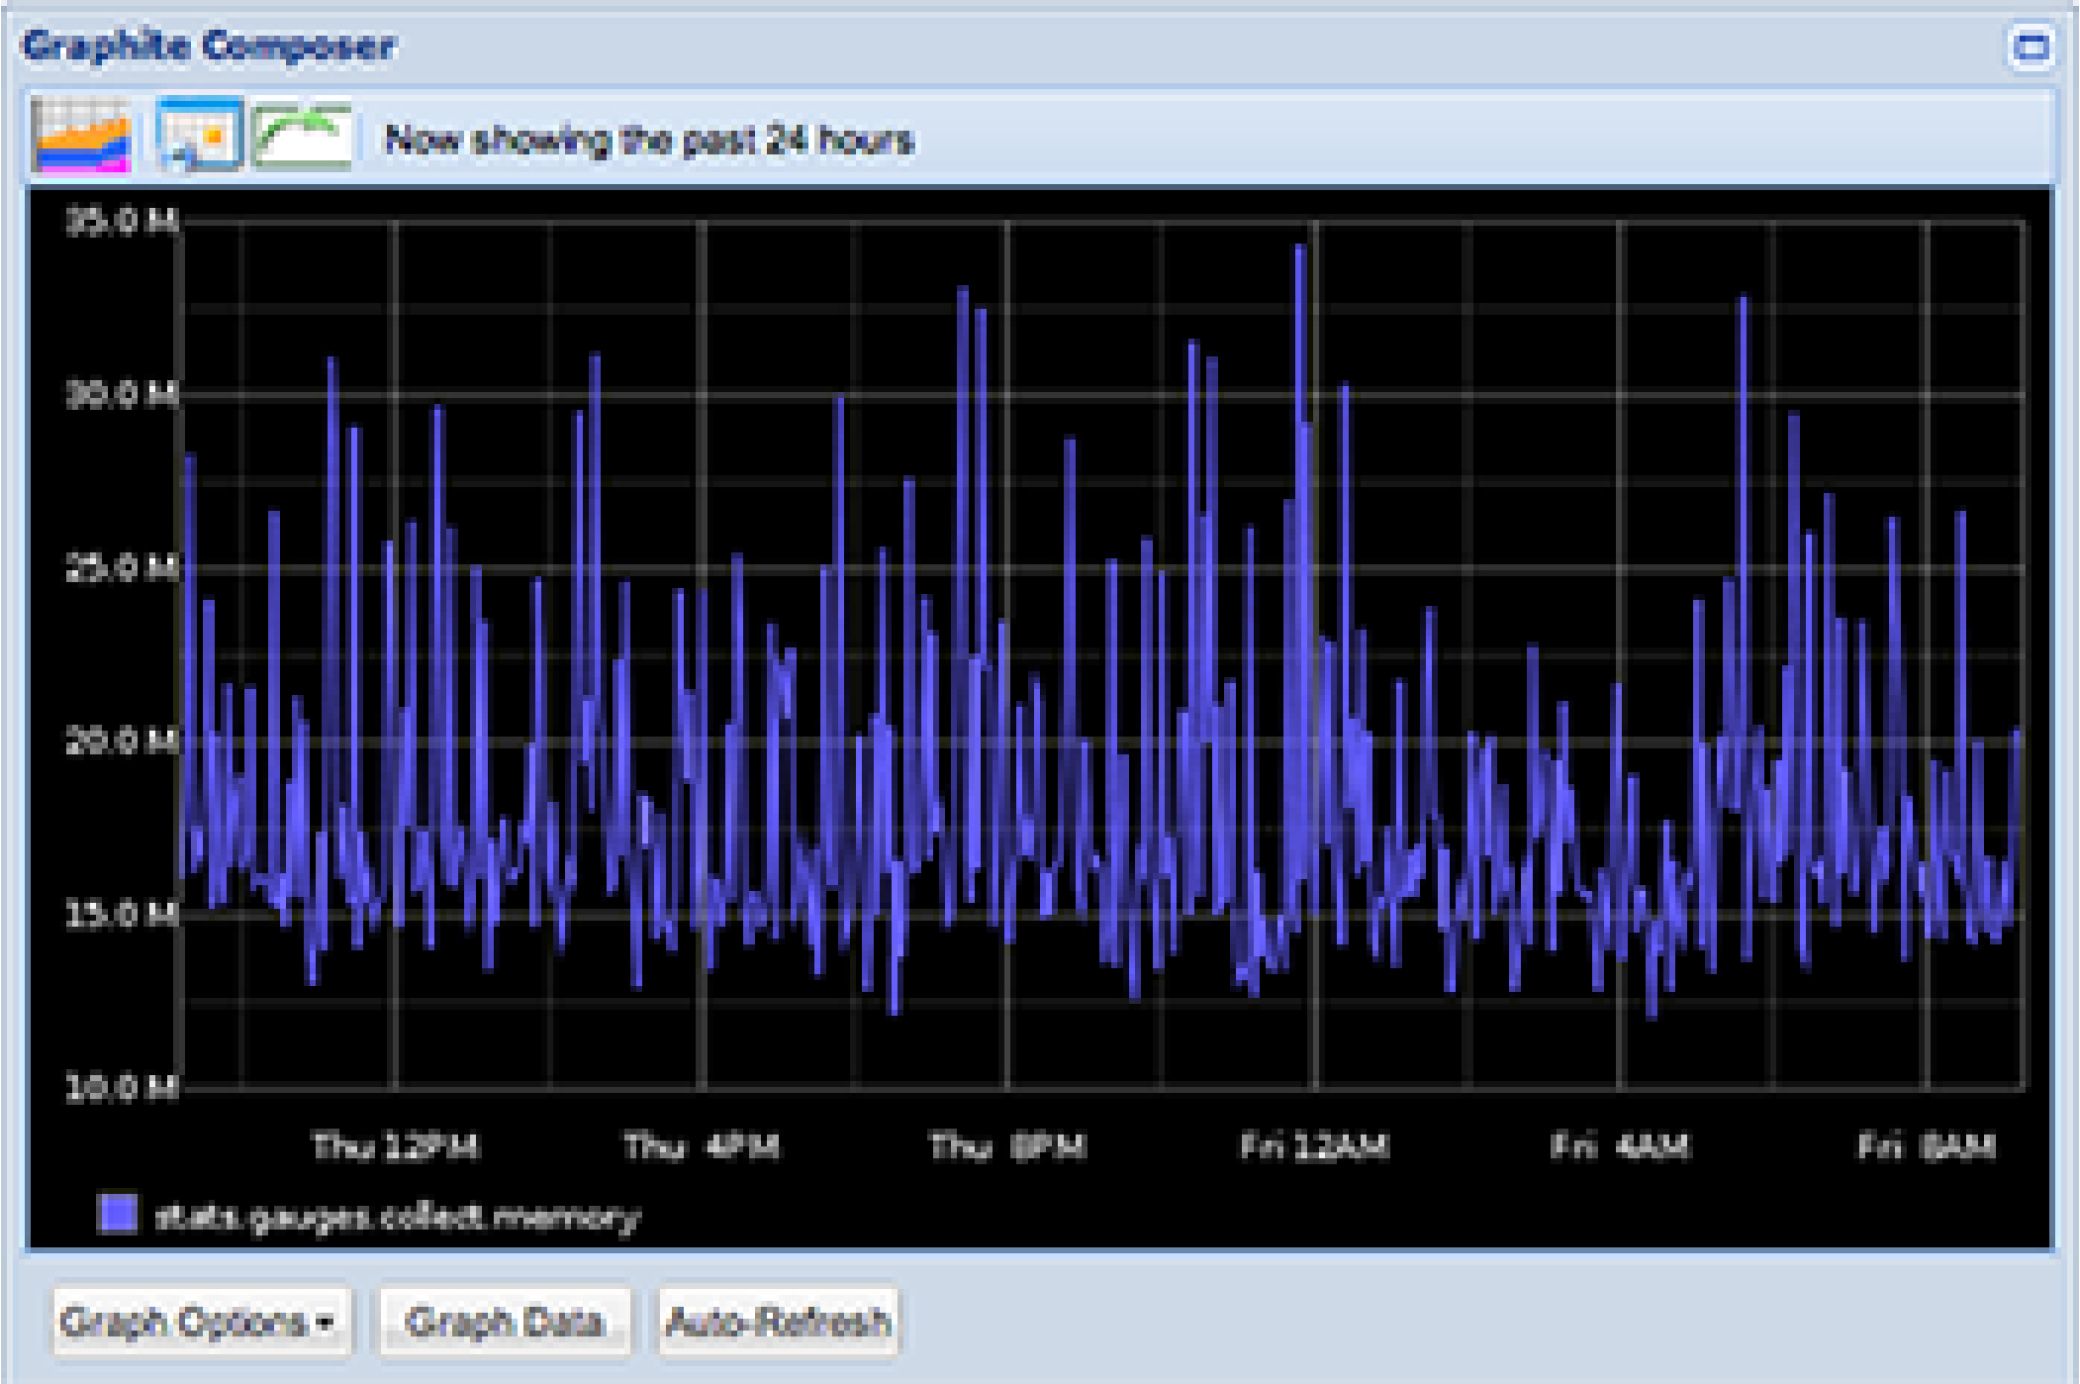 Graphite Composer
Now showing the past 24 hours
35.0 M
30.0 M
25.0 M
20.0 M
15.0 M
10.0 M
Thu 12PM Thu 4PM Thu 8PM Fri 12AM Fri 4AM Fri 8AM
stats.gauges.collect.memory
Graph Options Graph Data Auto-Refresh